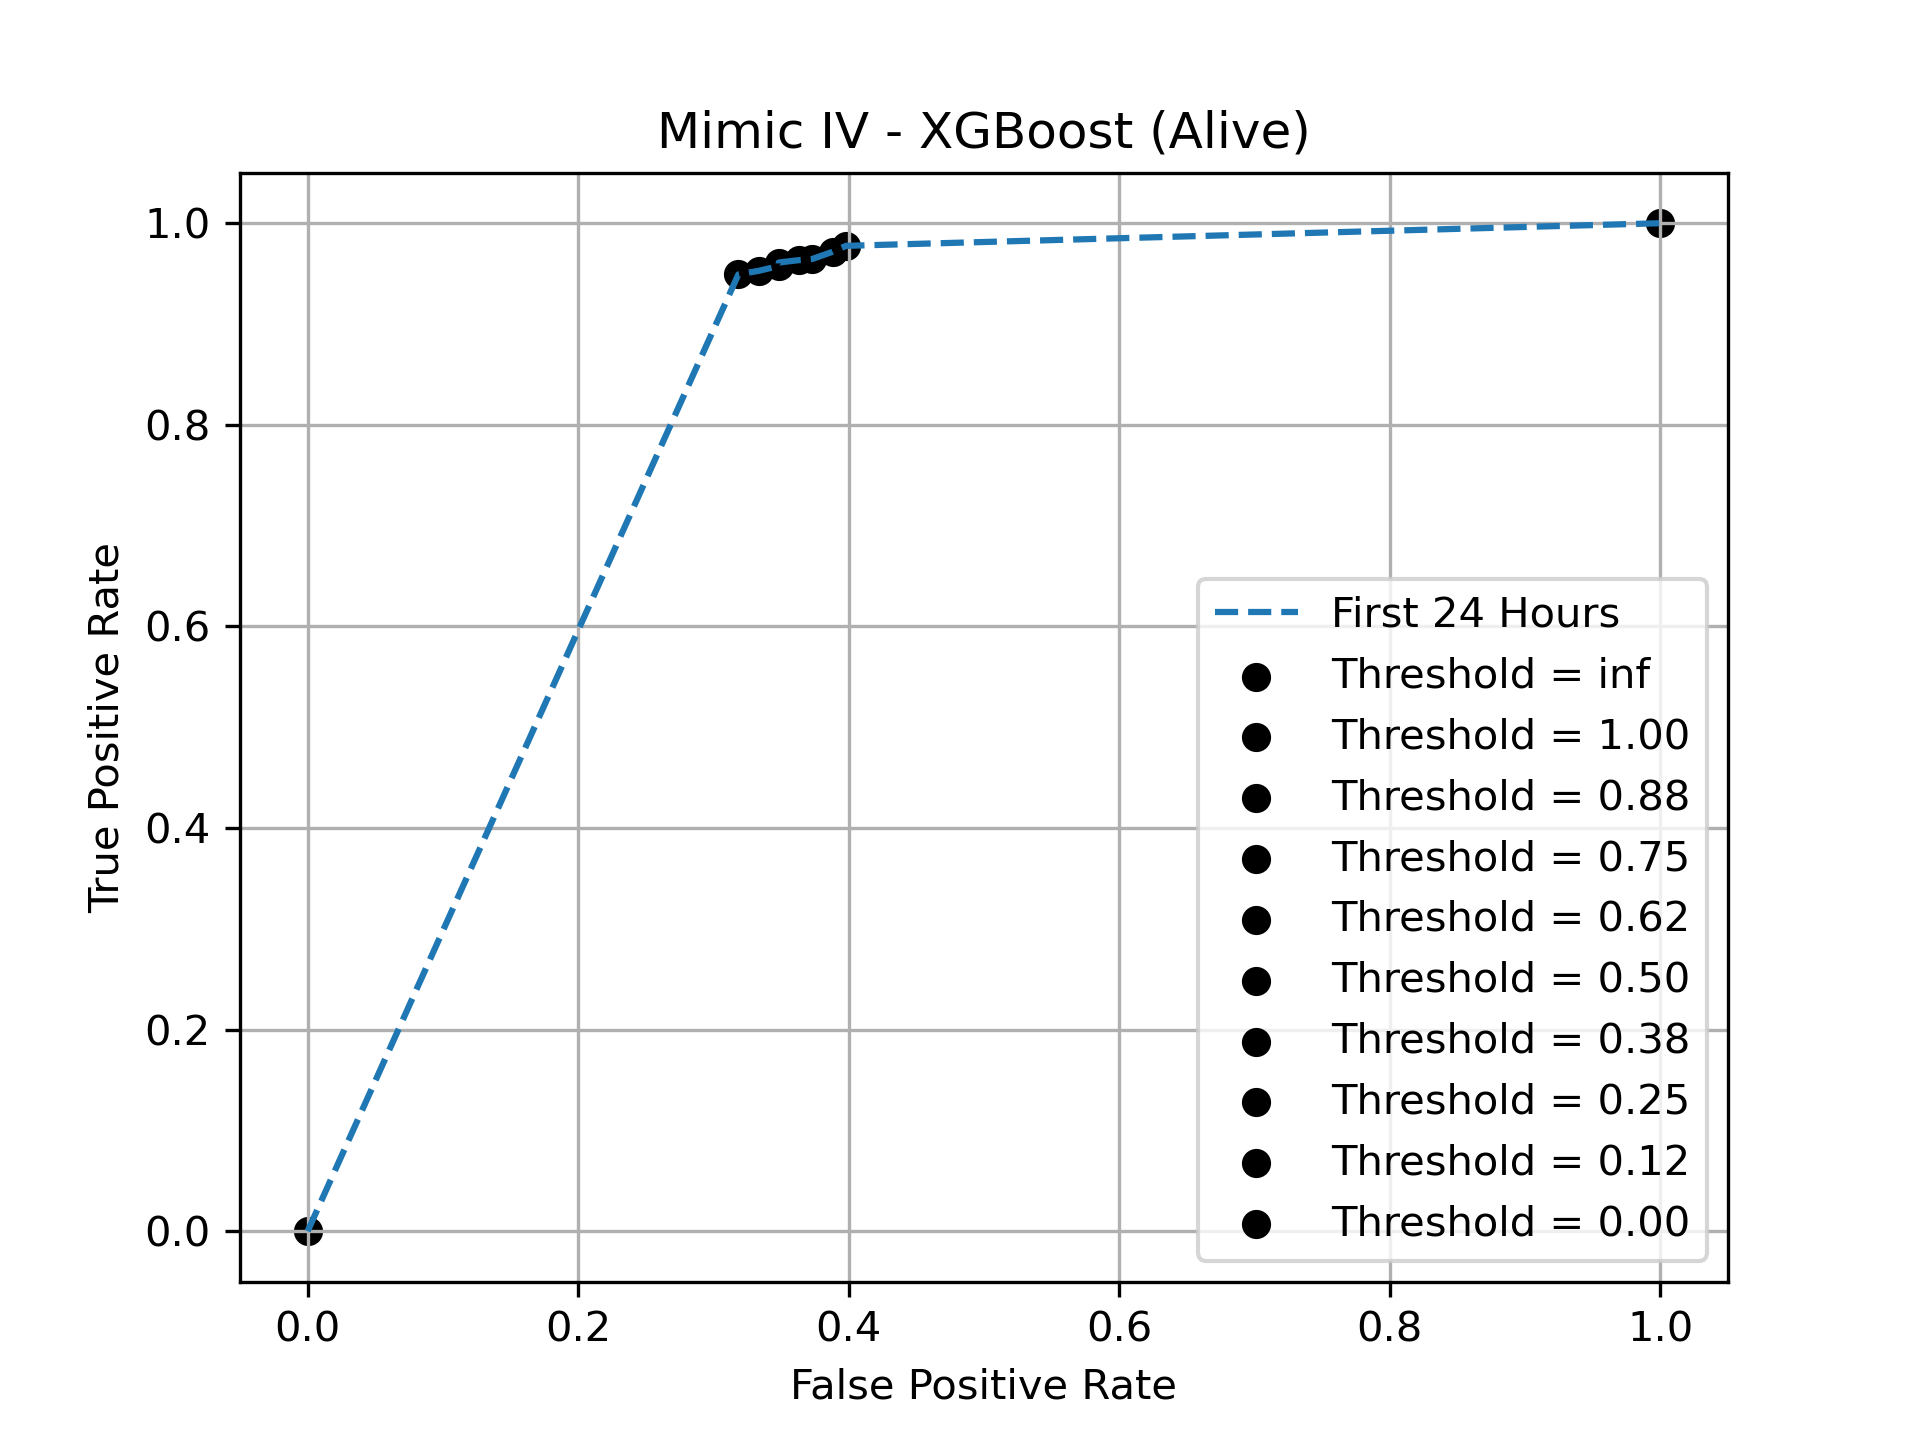 Mimic IV - XGBoost (Alive)
1.0
0.8
0.6
0.4
0.2
0.0
True Positive Rate
First 24 Hours
Threshold = inf
Threshold = 1.00
Threshold = 0.88
Threshold = 0.75
Threshold = 0.62
Threshold = 0.50
Threshold = 0.38
Threshold = 0.25
Threshold = 0.12
Threshold = 0.00
0.0 0.2 0.4 0.6 0.8 1.0
False Positive Rate